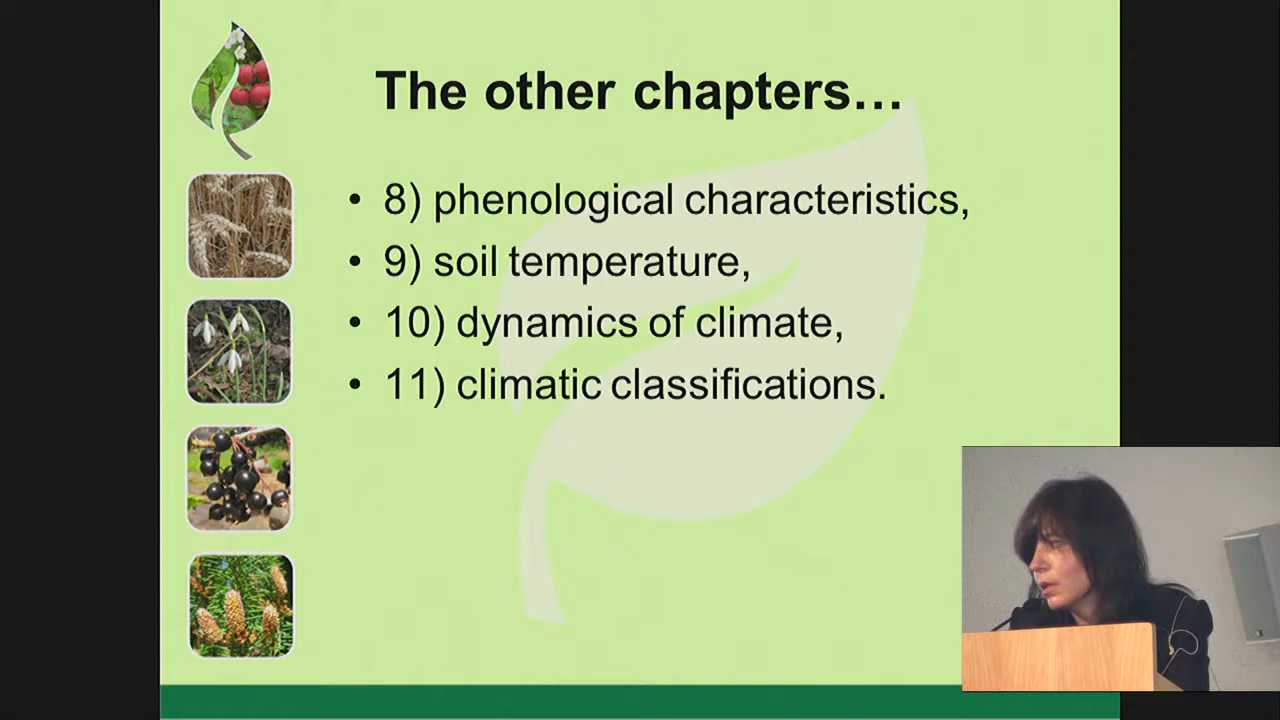 The other chapters…
• 8) phenological characteristics,
• 9) soil temperature,
• 10) dynamics of climate,
• 11) climatic classifications.